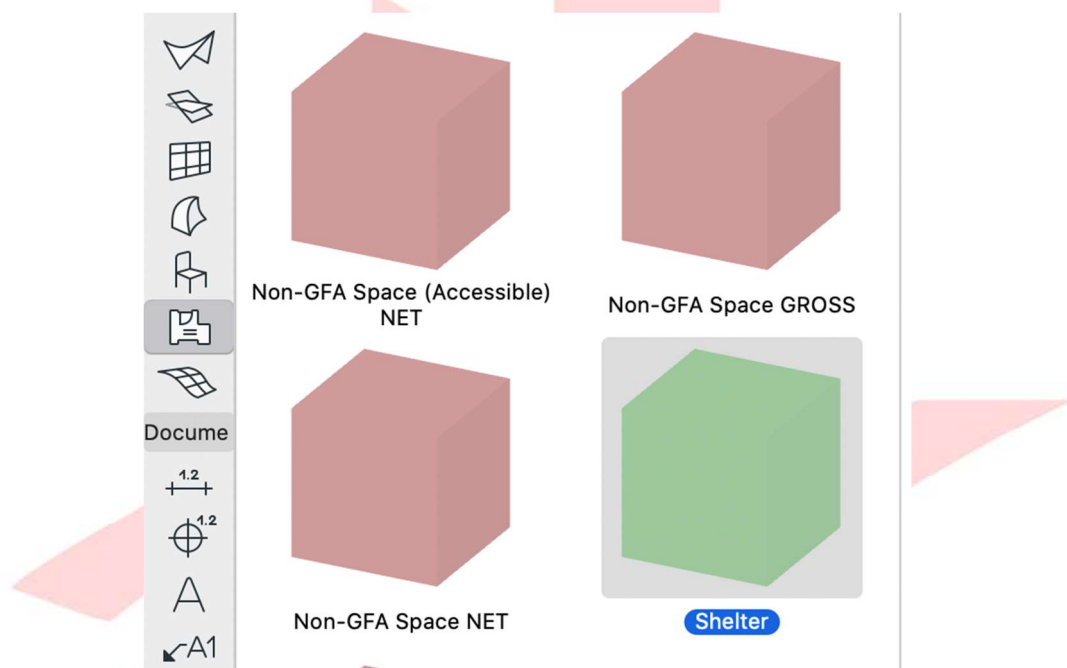 Non-GFA Space (Accessible)
NET
Non-GFA Space GROSS
Docume
1.2
1.2
A
A1
Non-GFA Space NET
Shelter